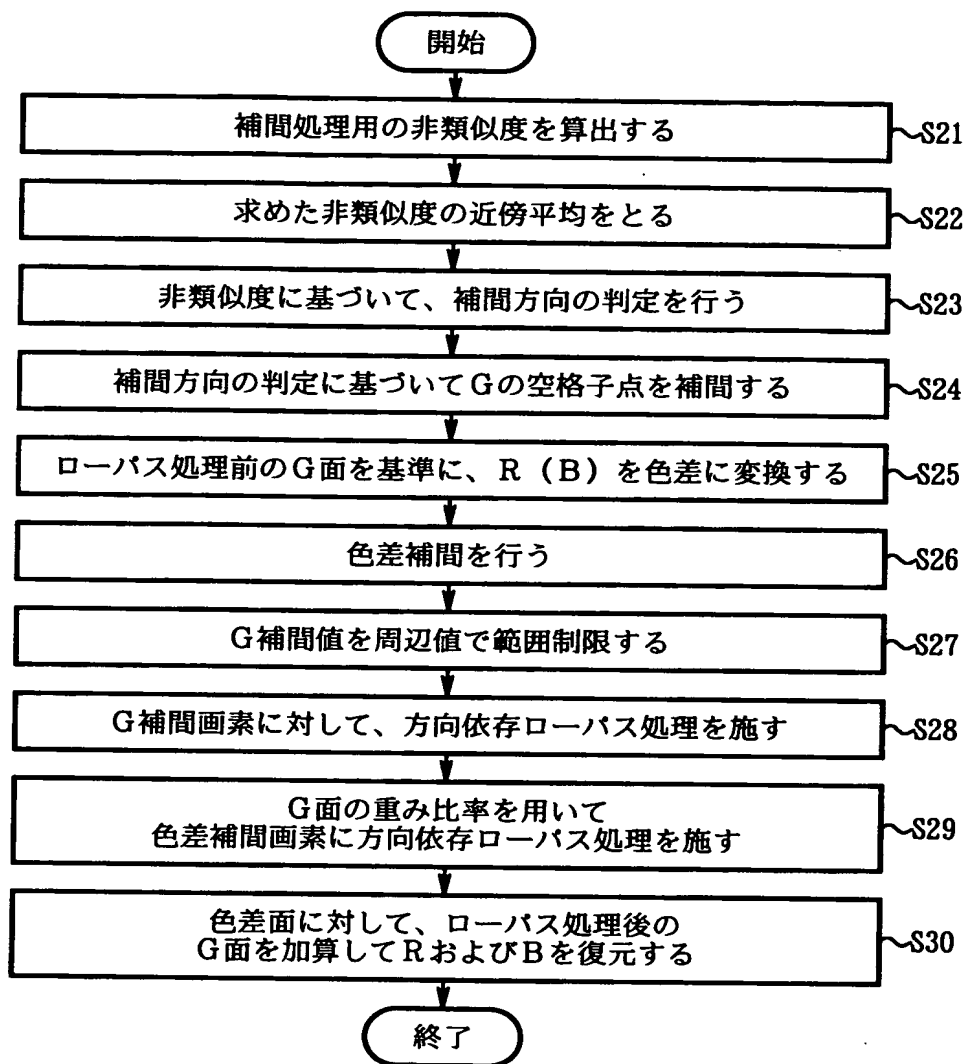 開始
補間処理用の非類似度を算出する
S21
求めた非類似度の近傍平均をとる
S22
非類似度に基づいて、補間方向の判定を行う
S23
補間方向の判定に基づいてGの空格子点を補間する
S24
ローパス処理前のG面を基準に、R(B)を色差に変換する
S25
色差補間を行う
S26
G補間値を周辺値で範囲制限する
S27
G補間画素に対して、方向依存ローパス処理を施す
S28
G面の重み比率を用いて
色差補間画素に方向依存ローパス処理を施す
S29
色差面に対して、ローパス処理後の
G面を加算してRおよびBを復元する
S30
終了